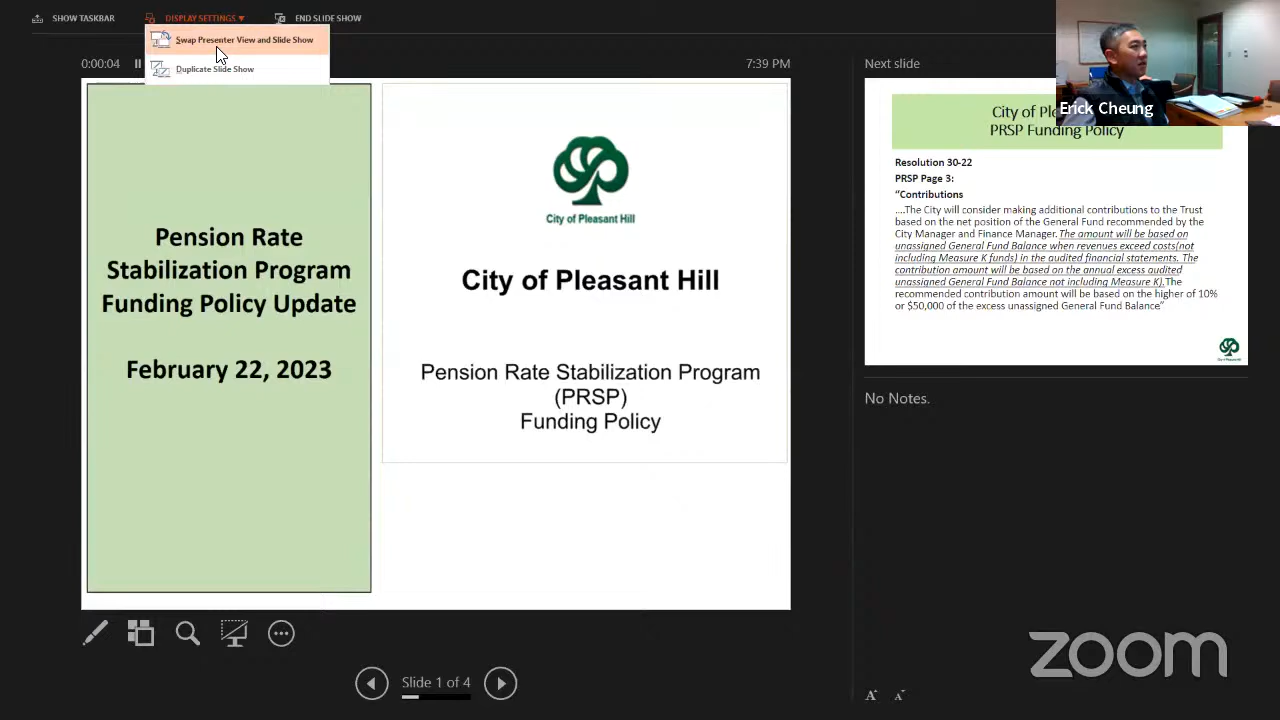 SHOW TASKBAR
DISPLAY SETTINGS ▼
END SLIDE SHOW
Swap Presenter View and Slide Show
Duplicate Slide Show
0:00:04
7:39 PM
Pension Rate
Stabilization Program
Funding Policy Update
February 22, 2023
City of Pleasant Hill
City of Pleasant Hill
Pension Rate Stabilization Program
(PRSP)
Funding Policy
Next slide
Erick Cheung
City of Pl
PRSP Funding Policy
Resolution 30-22
PRSP Page 3:
“Contributions
....The City will consider making additional contributions to the Trust
based on the net position of the General Fund recommended by the
City Manager and Finance Manager. The amount will be based on
unassigned General Fund Balance when revenues exceed costs(not
including Measure K funds) in the audited financial statements. The
contribution amount will be based on the annual excess audited
unassigned General Fund Balance not including Measure K).The
recommended contribution amount will be based on the higher of 10%
or $50,000 of the excess unassigned General Fund Balance”
No Notes.
Slide 1 of 4
A A
zoom